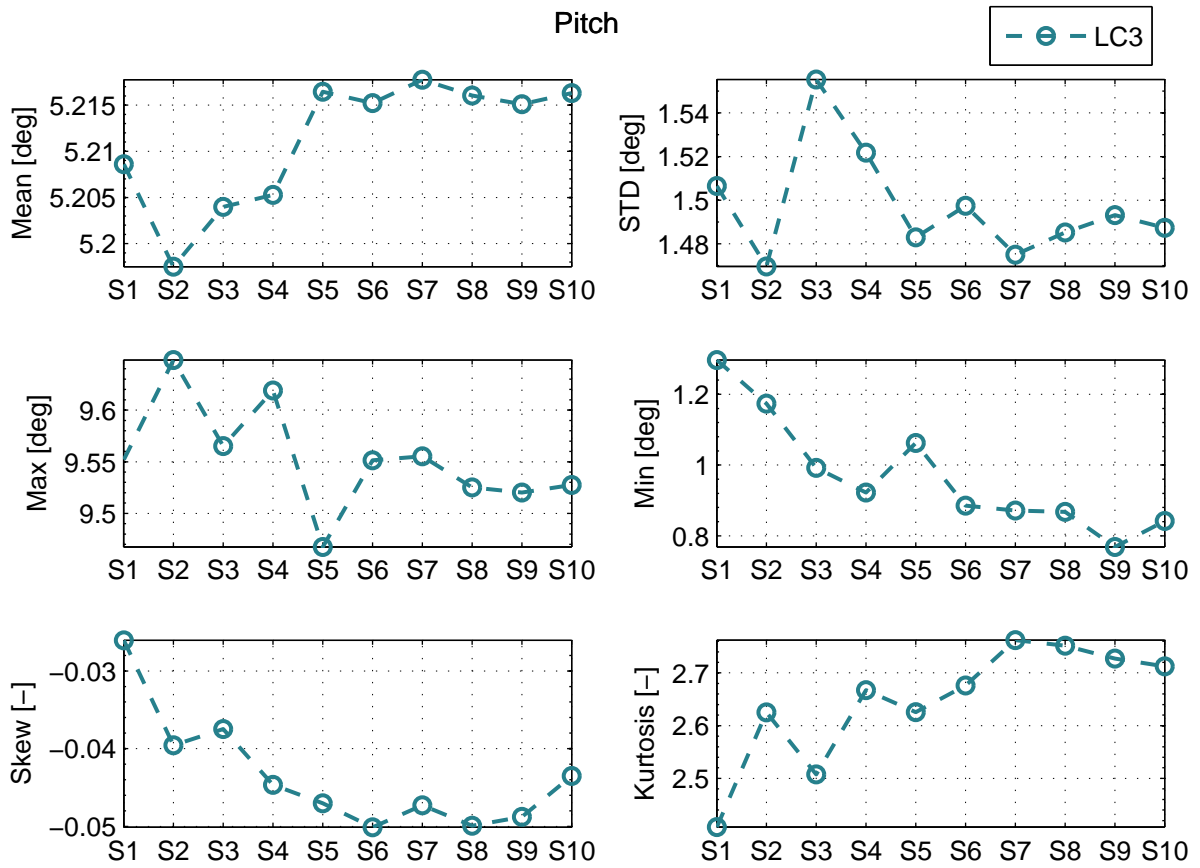 Pitch
LC3
5.215
5.21
5.205
5.2
Mean [deg]
S1 S2 S3 S4 S5 S6 S7 S8 S9 S10
1.54
1.52
1.5
1.48
STD [deg]
S1 S2 S3 S4 S5 S6 S7 S8 S9 S10
9.6
9.55
9.5
Max [deg]
S1 S2 S3 S4 S5 S6 S7 S8 S9 S10
1.2
1
0.8
Min [deg]
S1 S2 S3 S4 S5 S6 S7 S8 S9 S10
−0.03
−0.04
−0.05
Skew [−]
S1 S2 S3 S4 S5 S6 S7 S8 S9 S10
2.7
2.6
2.5
Kurtosis [−]
S1 S2 S3 S4 S5 S6 S7 S8 S9 S10